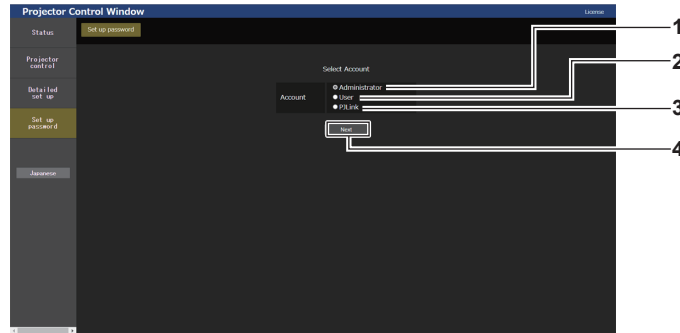 Projector Control Window
License
Status
Set up password
Projector
control
Detailed
set up
Set up
password
Japanese
Select Account
Account
Administrator
User
PJLink
Next
1
2
3
4